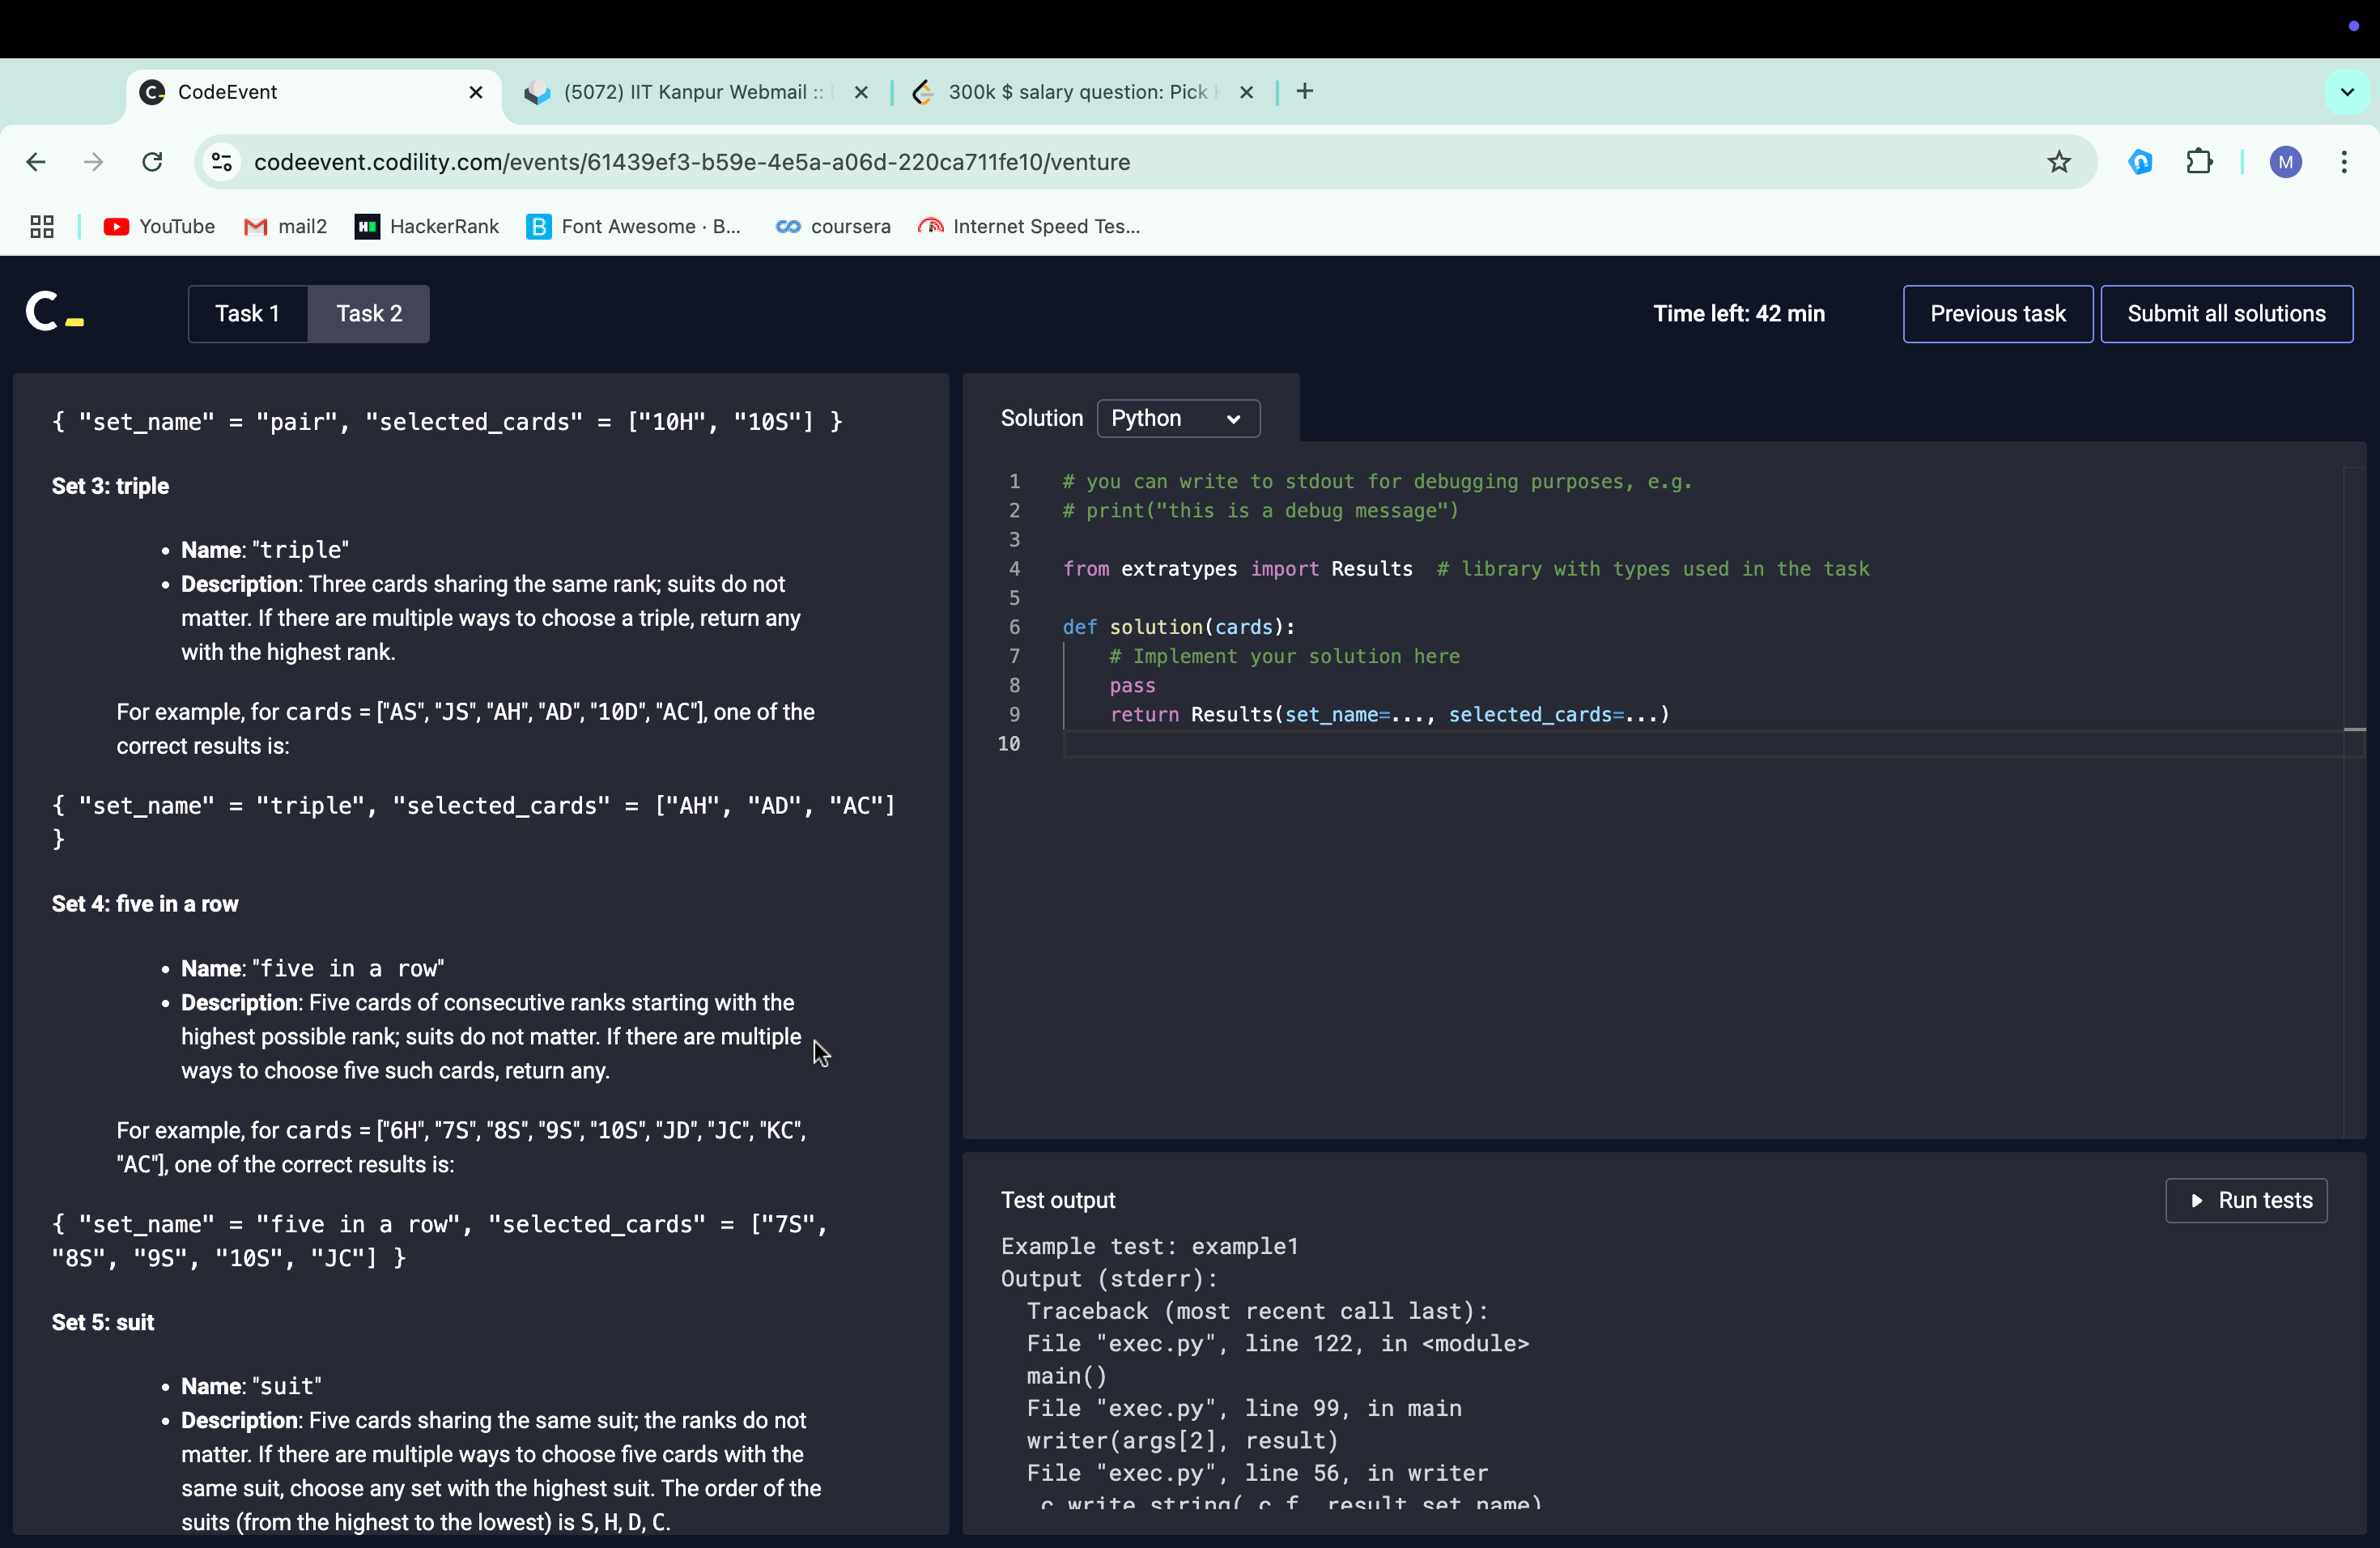 CodeEvent
(5072) IIT Kanpur Webmail ::
300k $ salary question: Pick
codeevent.codility.com/events/61439ef3-b59e-4e5a-a06d-220ca711fe10/venture
M
YouTube
mail2
HackerRank
Font Awesome · B...
coursera
Internet Speed Tes...
Task 1
Task 2
Time left: 42 min
Previous task
Submit all solutions
{ "set_name" = "pair", "selected_cards" = ["10H", "10S"] }
Set 3: triple
• Name: "triple"
• Description: Three cards sharing the same rank; suits do not
matter. If there are multiple ways to choose a triple, return any
with the highest rank.
For example, for cards = ["AS", "JS", "AH", "AD", "10D", "AC"], one of the
correct results is:
{ "set_name" = "triple", "selected_cards" = ["AH", "AD", "AC"]
}
Set 4: five in a row
• Name: "five in a row"
• Description: Five cards of consecutive ranks starting with the
highest possible rank; suits do not matter. If there are multiple
ways to choose five such cards, return any.
For example, for cards = ["6H", "7S", "8S", "9S", "10S", "JD", "JC", "KC",
"AC"], one of the correct results is:
{ "set_name" = "five in a row", "selected_cards" = ["7S",
"8S", "9S", "10S", "JC"] }
Set 5: suit
• Name: "suit"
• Description: Five cards sharing the same suit; the ranks do not
matter. If there are multiple ways to choose five cards with the
same suit, choose any set with the highest suit. The order of the
suits (from the highest to the lowest) is S, H, D, C.
Solution
Python
1 # you can write to stdout for debugging purposes, e.g.
2 # print("this is a debug message")
3
4 from extratypes import Results  # library with types used in the task
5
6 def solution(cards):
7     # Implement your solution here
8     pass
9     return Results(set_name=..., selected_cards=...)
10
Test output
Run tests
Example test: example1
Output (stderr):
Traceback (most recent call last):
File "exec.py", line 122, in <module>
main()
File "exec.py", line 99, in main
writer(args[2], result)
File "exec.py", line 56, in writer
_c_write_string(_c_f, result.set_name)